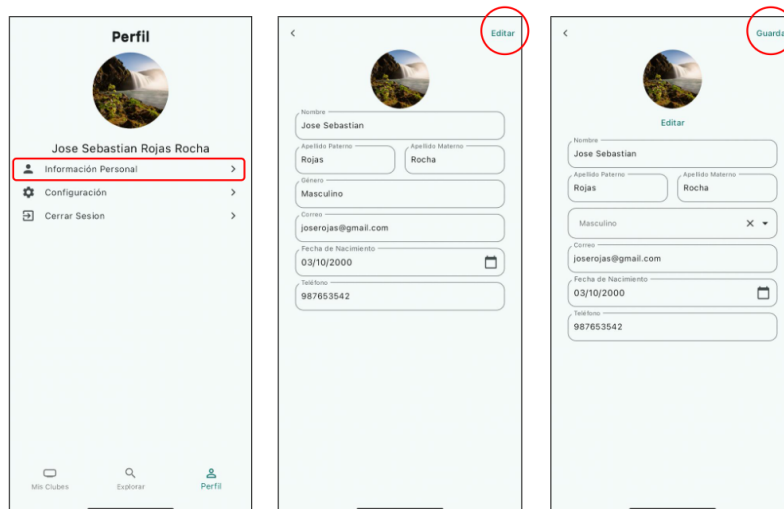 Perfil
Jose Sebastian Rojas Rocha
Información Personal
Configuración
Cerrar Sesion
Mis Clubes
Explorar
Perfil
Editar
Nombre
Jose Sebastian
Apellido Paterno
Apellido Materno
Rojas
Rocha
Género
Masculino
Correo
joserojas@gmail.com
Fecha de Nacimiento
03/10/2000
Teléfono
987653542
Guarda
Editar
Nombre
Jose Sebastian
Apellido Paterno
Apellido Materno
Rojas
Rocha
Masculino
Correo
joserojas@gmail.com
Fecha de Nacimiento
03/10/2000
Teléfono
987653542